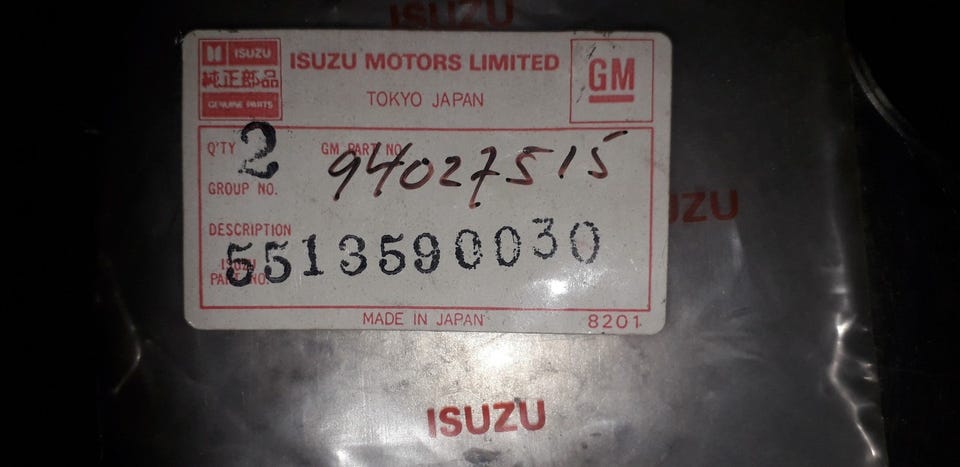 ISUZU
ISUZU
純正部品
GENUINE PARTS
ISUZU MOTORS LIMITED
TOKYO JAPAN
GM
Q'TY 2
GM PART NO. 94027515
GROUP NO.
DESCRIPTION
ISUZU PART NO. 5513590030
MADE IN JAPAN 8201
ISUZU
ISUZU